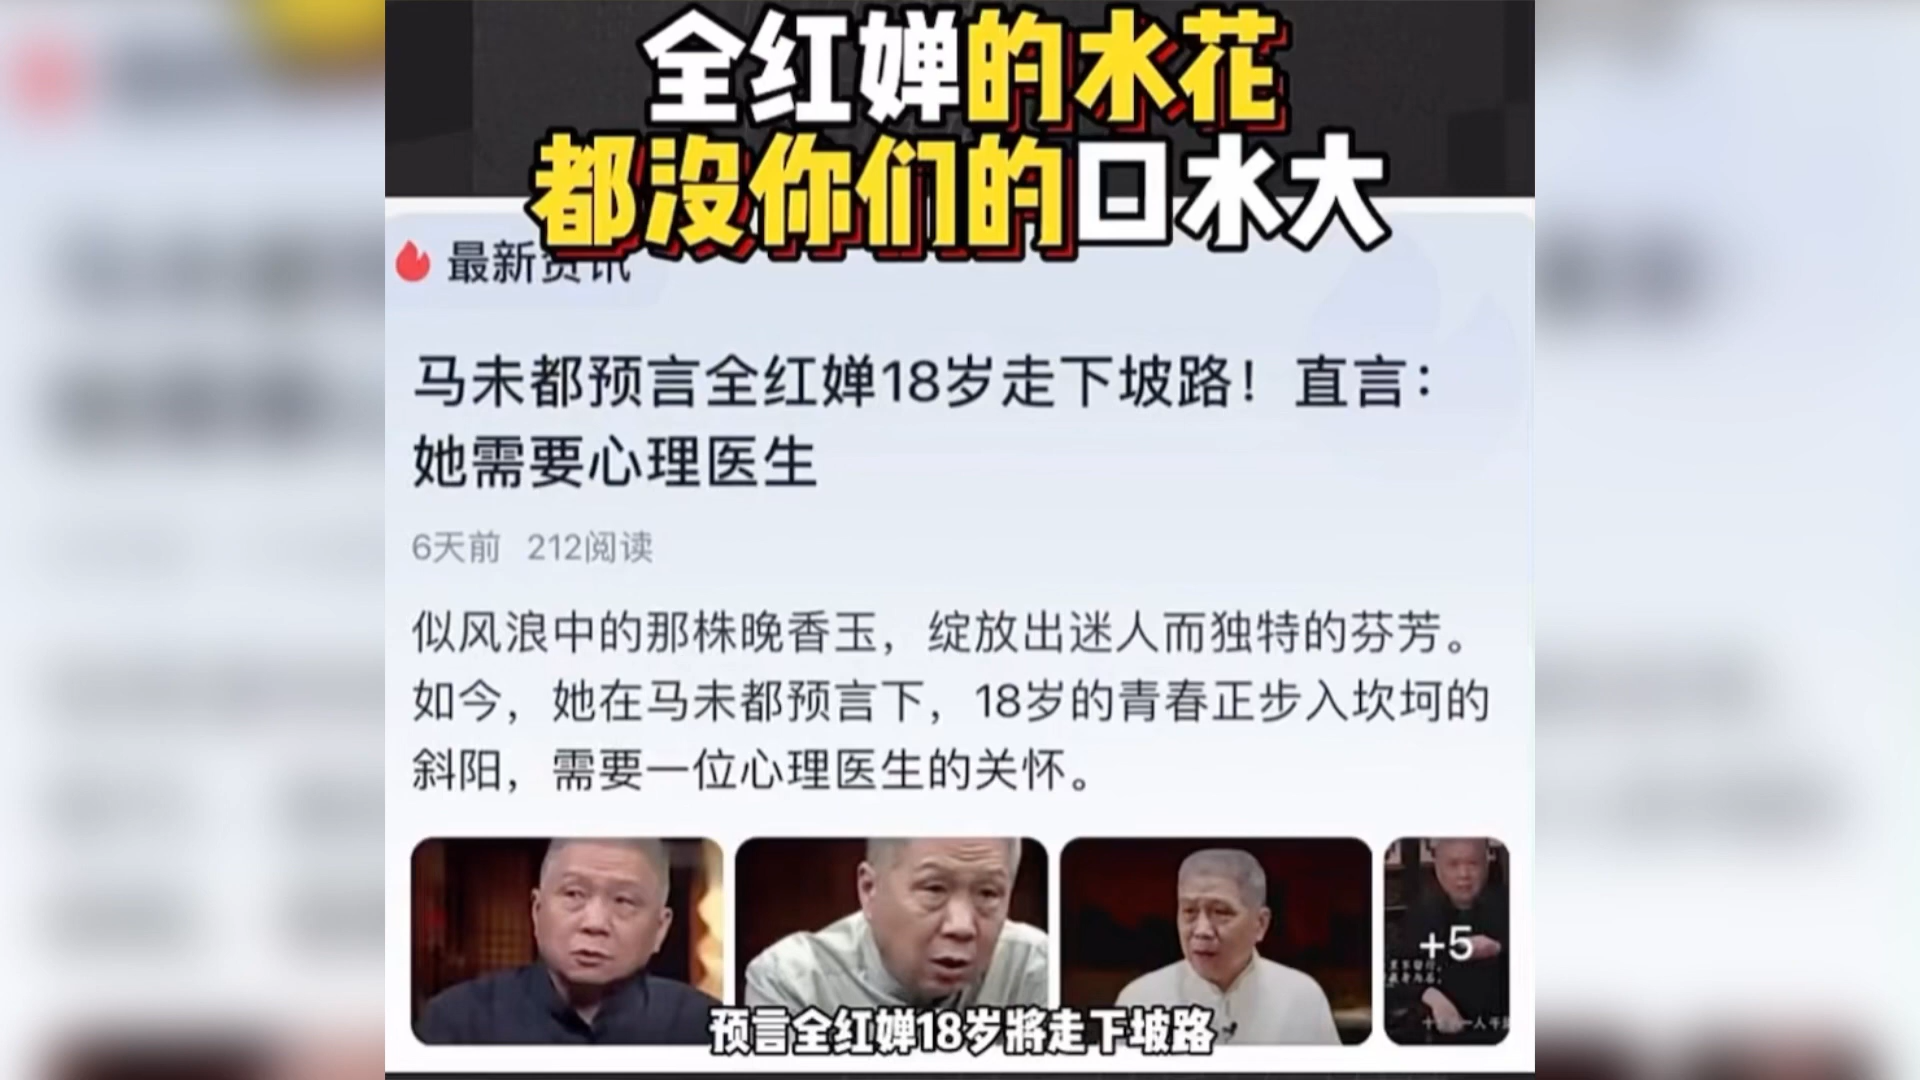 全红婵的水花
都没你们的口水大
最新资讯
马未都预言全红婵18岁走下坡路！直言：
她需要心理医生
6天前 212阅读
似风浪中的那株晚香玉，绽放出迷人而独特的芬芳。
如今，她在马未都预言下，18岁的青春正步入坎坷的
斜阳，需要一位心理医生的关怀。
+5
预言全红婵18岁將走下坡路